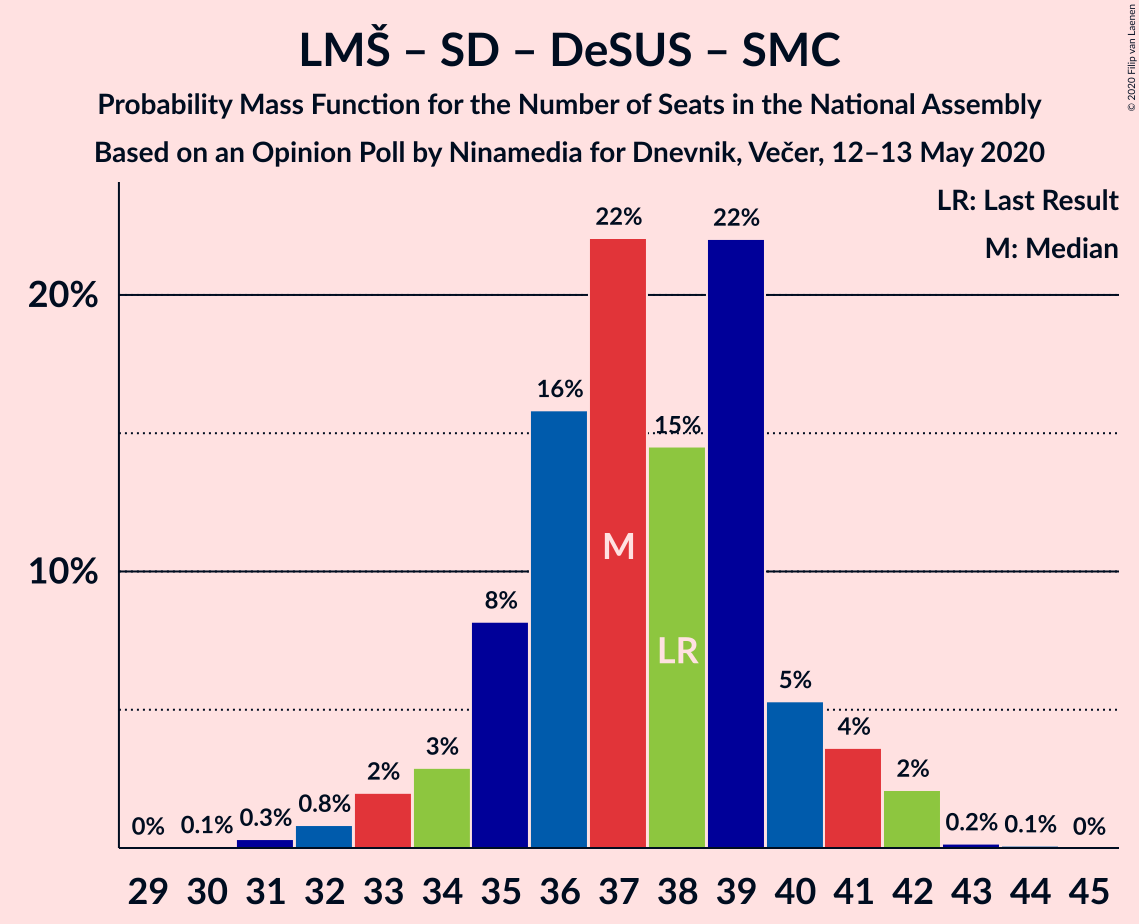 LMŠ – SD – DeSUS – SMC
Probability Mass Function for the Number of Seats in the National Assembly
Based on an Opinion Poll by Ninamedia for Dnevnik, Večer, 12–13 May 2020
© 2020 Filip van Laenen
LR: Last Result
M: Median
20%
10%
0% 0.1% 0.3% 0.8% 2% 3% 8% 16% 22% 15% 22% 5% 4% 2% 0.2% 0.1% 0%
M
LR
29 30 31 32 33 34 35 36 37 38 39 40 41 42 43 44 45